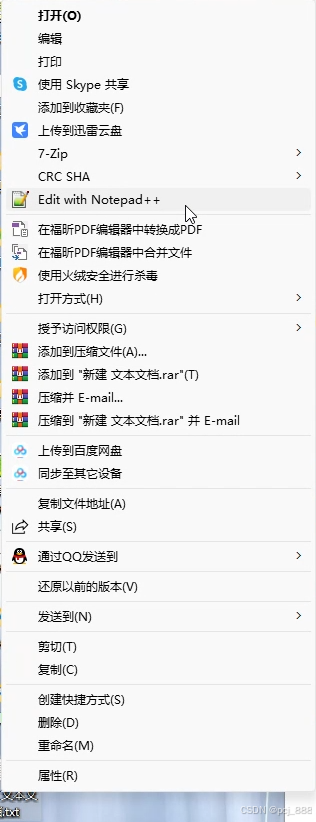 打开(O)
编辑
打印
使用 Skype 共享
添加到收藏夹(F)
上传到迅雷云盘
7-Zip
CRC SHA
Edit with Notepad++
在福昕PDF编辑器中转换成PDF
在福昕PDF编辑器中合并文件
使用火绒安全进行杀毒
打开方式(H)
授予访问权限(G)
添加到压缩文件(A)...
添加到 "新建 文本文档.rar"(T)
压缩并 E-mail...
压缩到 "新建 文本文档.rar" 并 E-mail
上传到百度网盘
同步至其它设备
复制文件地址(A)
共享(S)
通过QQ发送到
还原以前的版本(V)
发送到(N)
剪切(T)
复制(C)
创建快捷方式(S)
删除(D)
重命名(M)
属性(R)
文本文
.txt